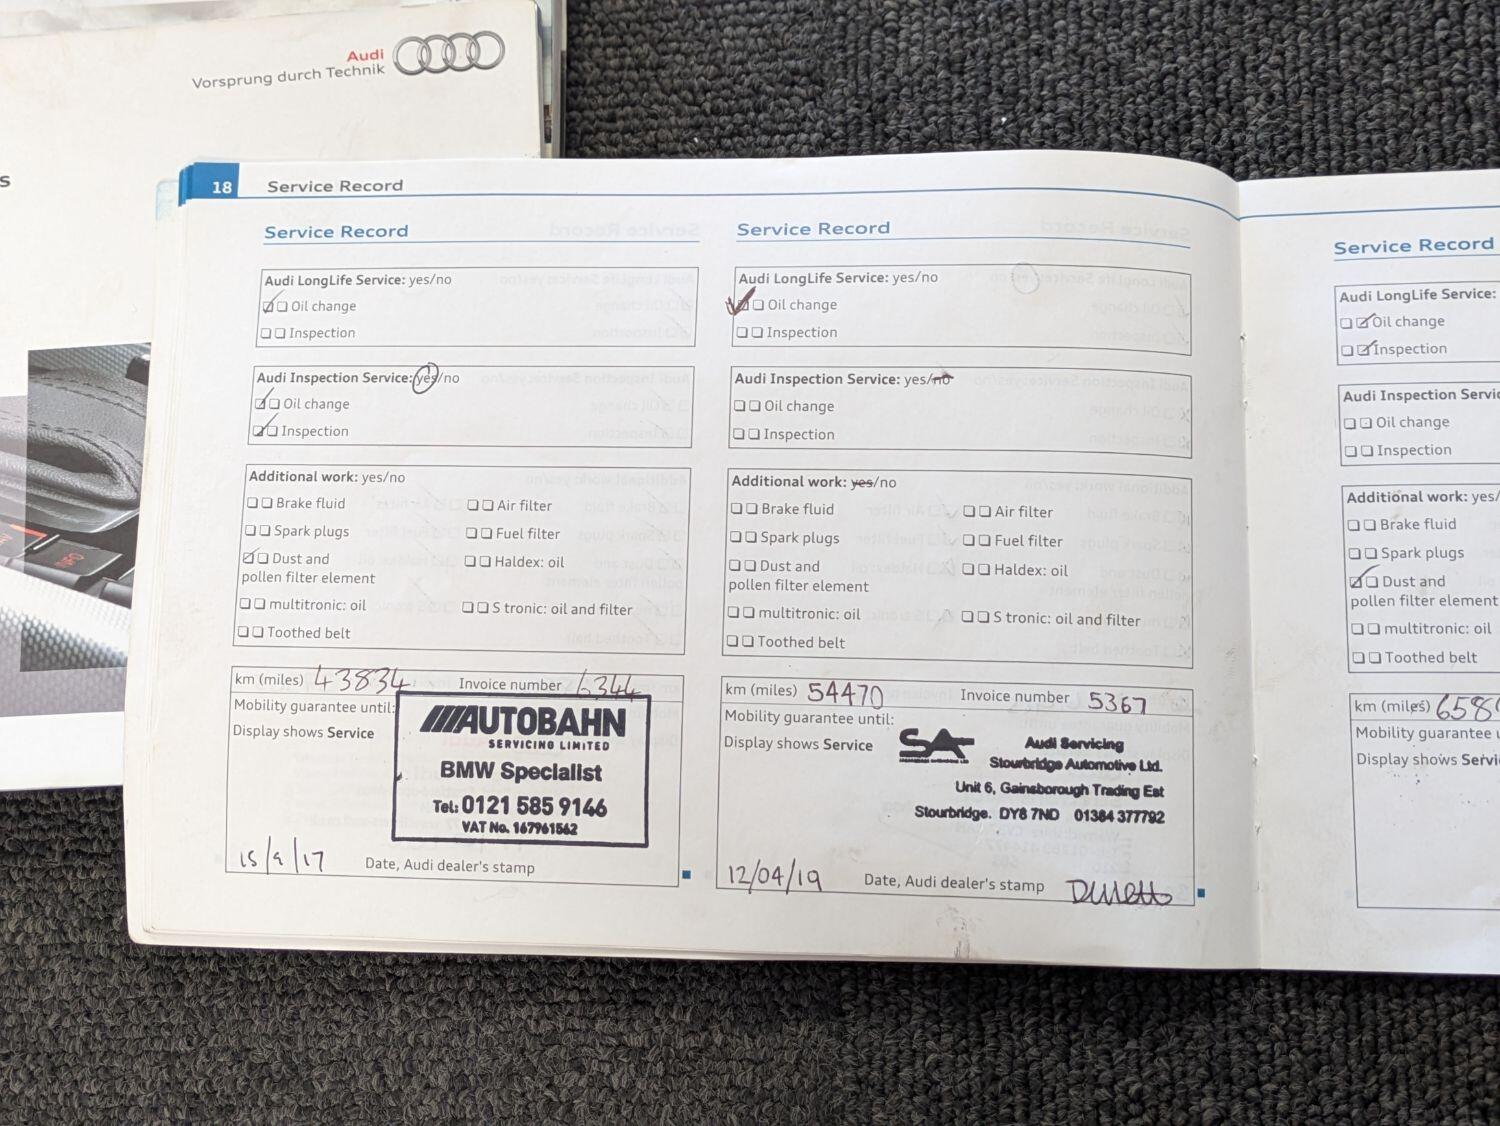 Audi
Vorsprung durch Technik
s
18 Service Record
Service Record
Audi LongLife Service: yes/no
Oil change
Inspection
Audi Inspection Service: yes/no
Oil change
Inspection
Additional work: yes/no
Brake fluid Air filter
Spark plugs Fuel filter
Dust and Haldex: oil
pollen filter element
multitronic: oil S tronic: oil and filter
Toothed belt
km (miles) 43834 Invoice number 6344
Mobility guarantee until:
Display shows Service
AUTOBAHN
SERVICING LIMITED
BMW Specialist
Tel: 0121 585 9146
VAT No. 167961562
15/9/17 Date, Audi dealer's stamp
Service Record
Audi LongLife Service: yes/no
Oil change
Inspection
Audi Inspection Service: yes/no
Oil change
Inspection
Additional work: yes/no
Brake fluid Air filter
Spark plugs Fuel filter
Dust and Haldex: oil
pollen filter element
multitronic: oil S tronic: oil and filter
Toothed belt
km (miles) 54470 Invoice number 5367
Mobility guarantee until:
Display shows Service
SA Audi Servicing
Stourbridge Automotive Ltd.
Unit 6, Gainsborough Trading Est
Stourbridge. DY8 7ND 01384 377792
12/04/19 Date, Audi dealer's stamp
Service Record
Audi LongLife Service:
Oil change
Inspection
Audi Inspection Servic
Oil change
Inspection
Additional work: yes/
Brake fluid
Spark plugs
Dust and
pollen filter element
multitronic: oil
Toothed belt
km (miles) 658
Mobility guarantee u
Display shows Servi